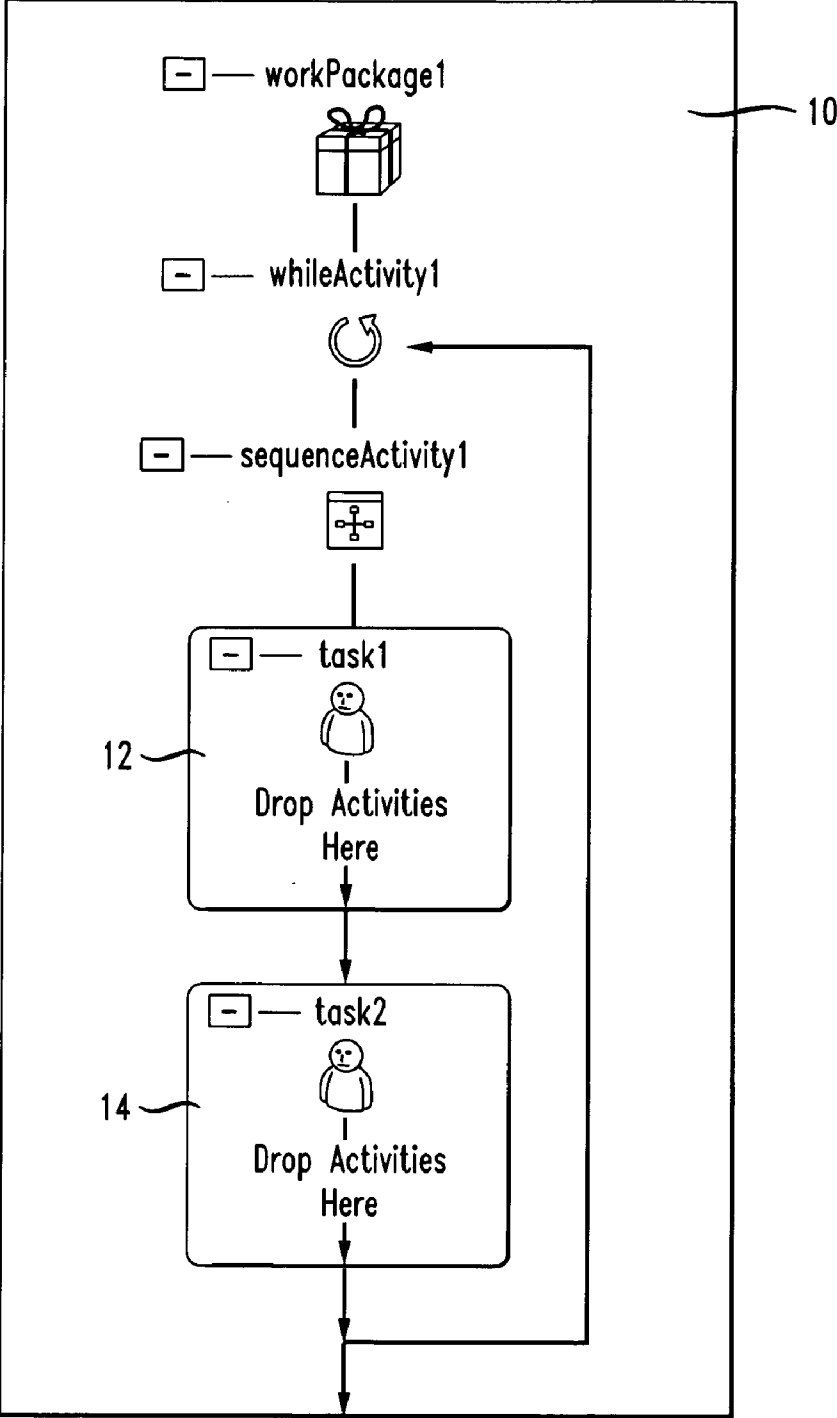 workPackage1
10
whileActivity1
sequenceActivity1
task1
12
Drop Activities
Here
task2
14
Drop Activities
Here